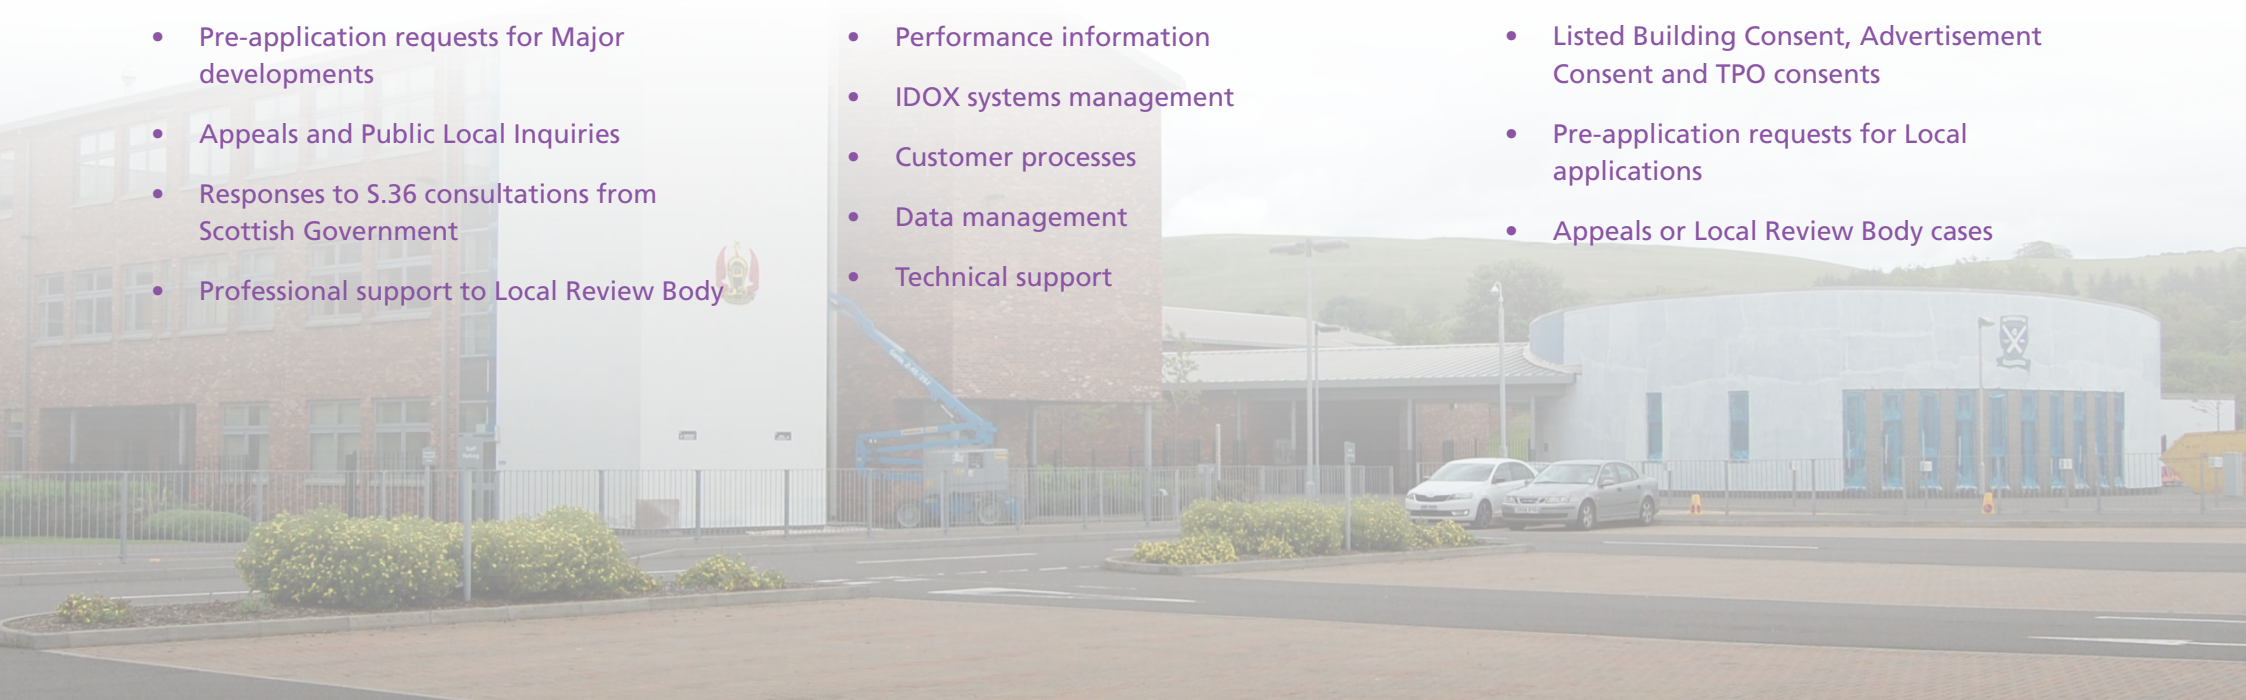 • Pre-application requests for Major
developments
• Appeals and Public Local Inquiries
• Responses to S.36 consultations from
Scottish Government
• Professional support to Local Review Body
• Performance information
• IDOX systems management
• Customer processes
• Data management
• Technical support
• Listed Building Consent, Advertisement
Consent and TPO consents
• Pre-application requests for Local
applications
• Appeals or Local Review Body cases